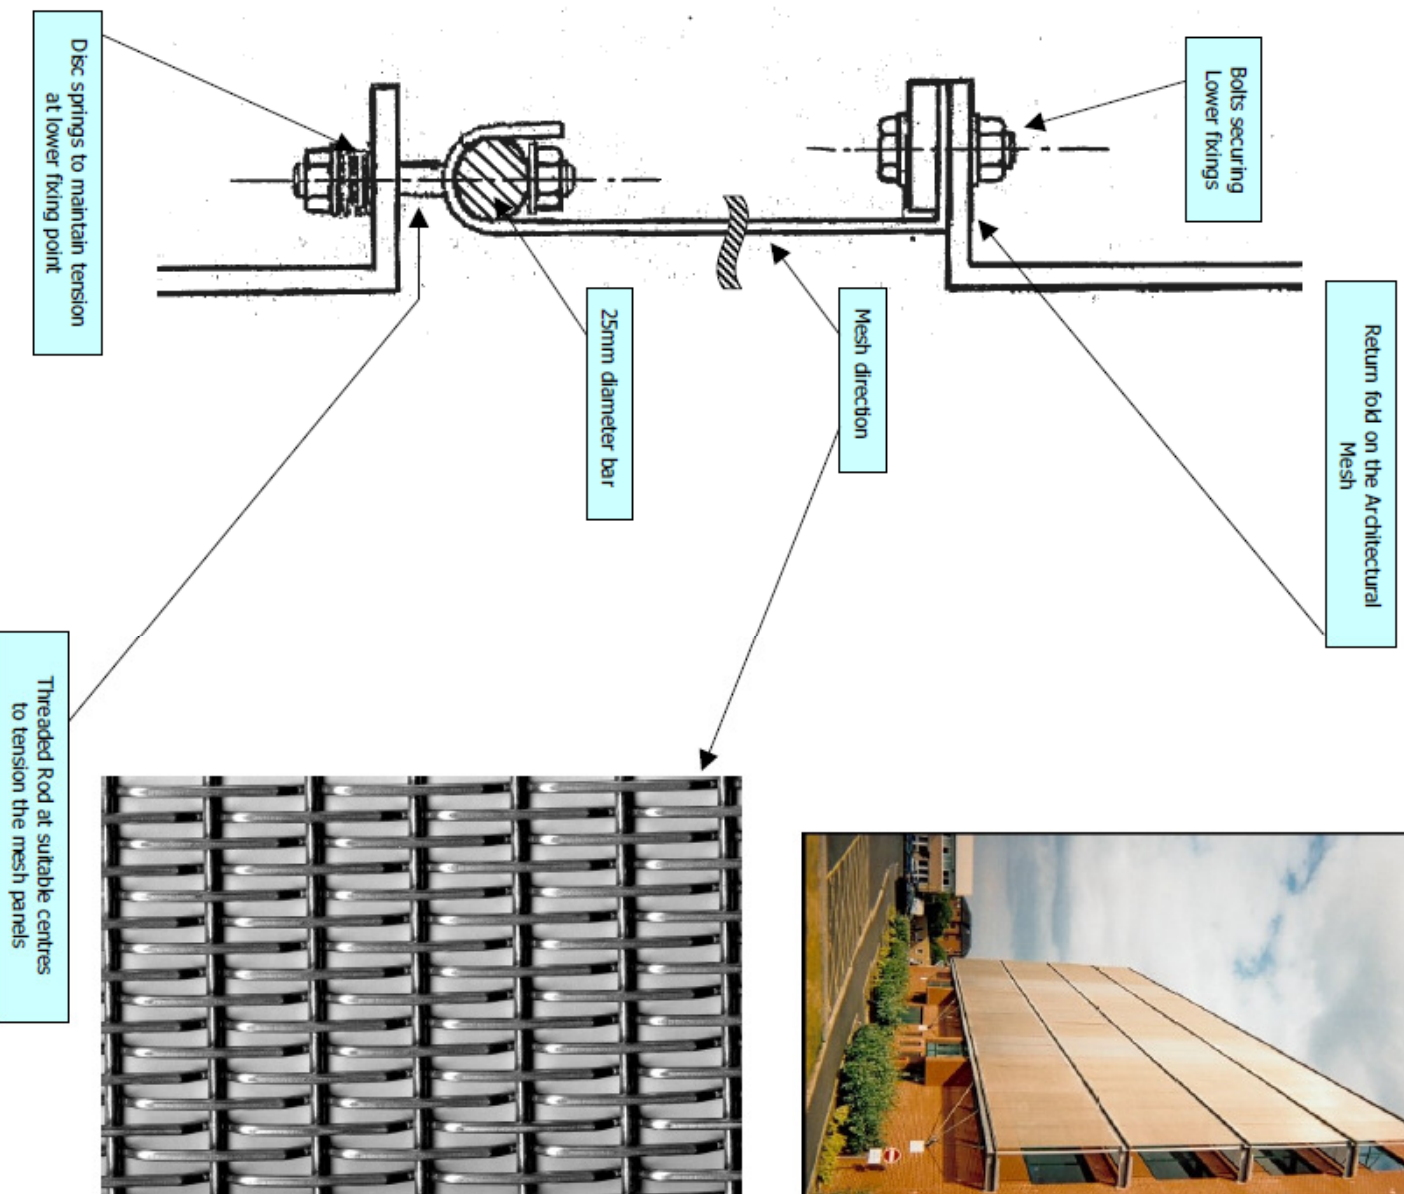 Return fold on the Architectural
Mesh
Bolts securing
Lower fixings
Mesh direction
25mm diameter bar
Disc springs to maintain tension
at lower fixing point
Threaded Rod at suitable centres
to tension the mesh panels